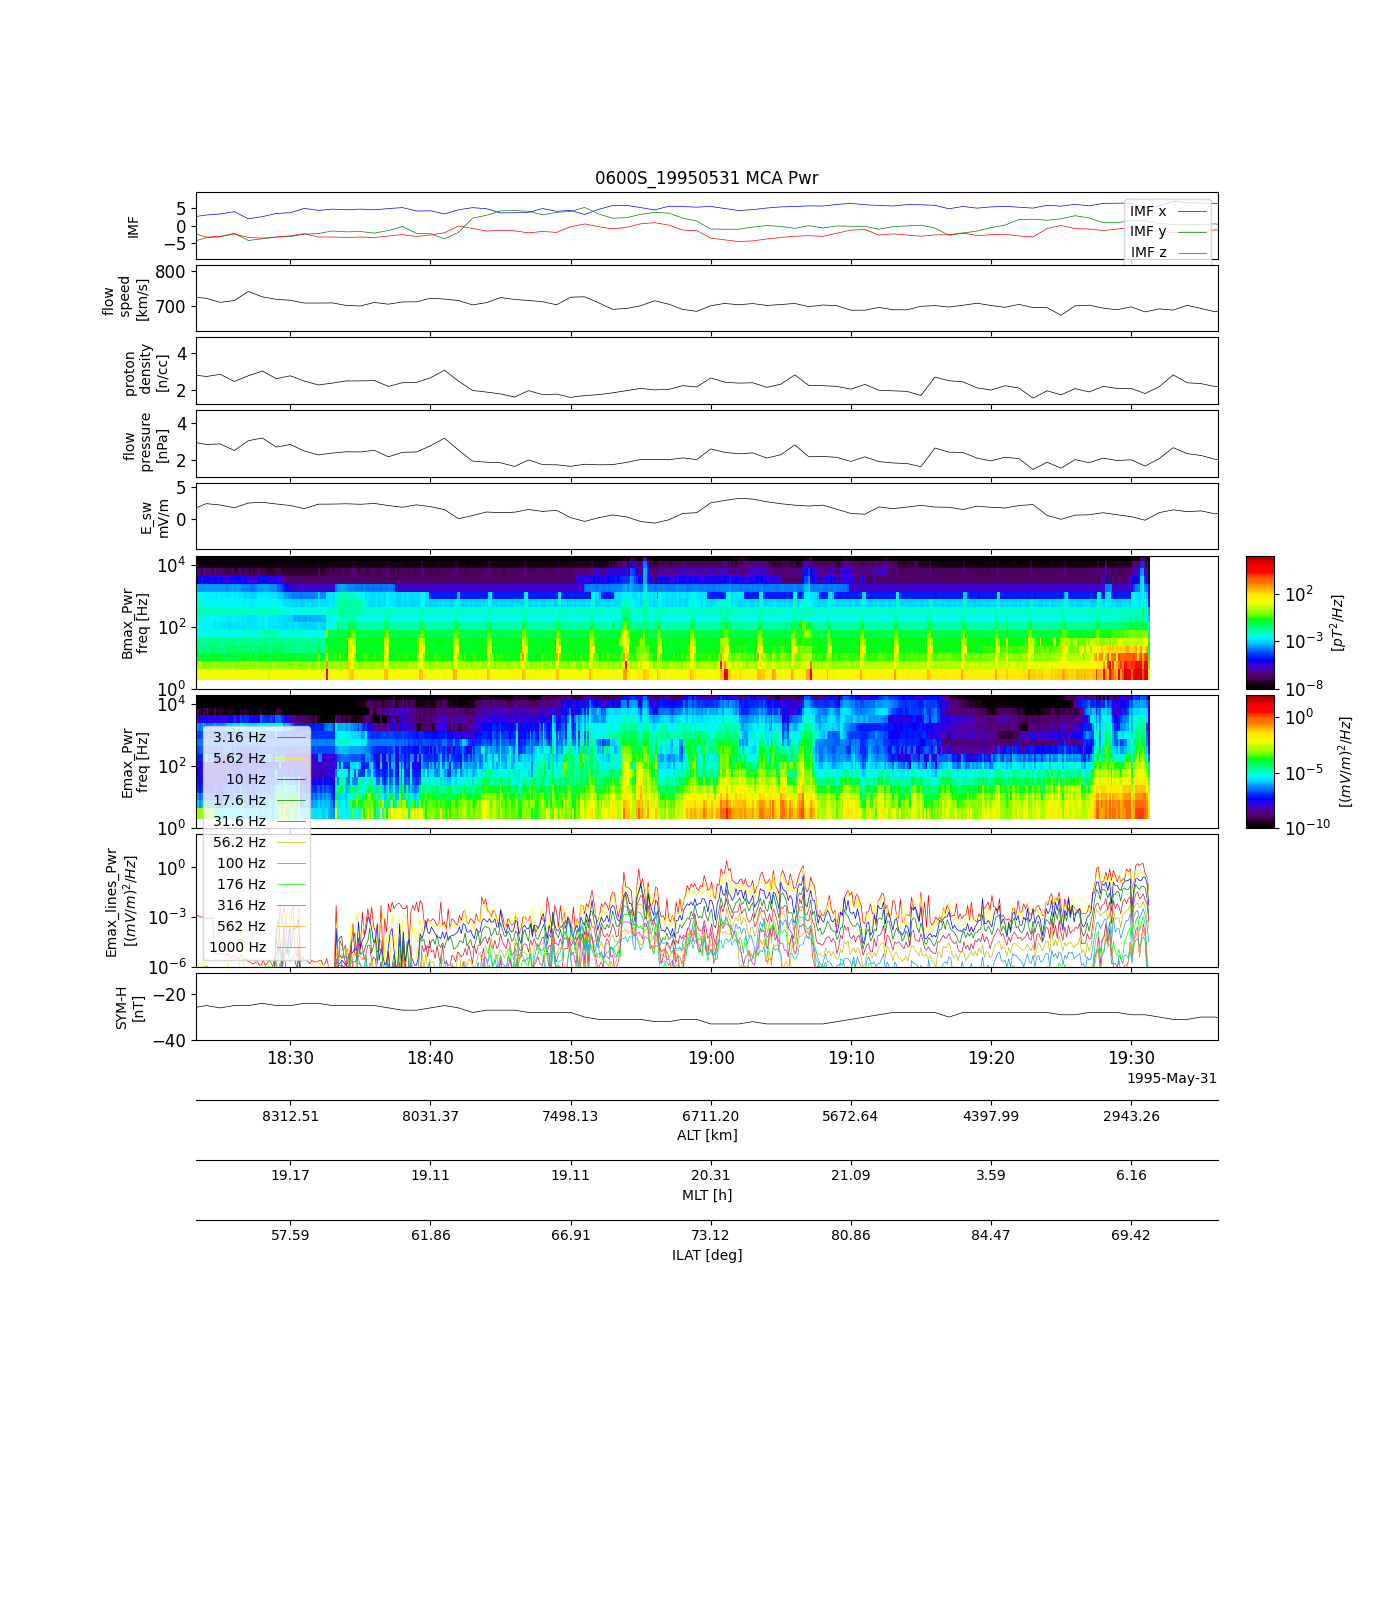 0600S_19950531 MCA Pwr
5
0
−5
IMF
IMF x
IMF y
IMF z
800
700
flow
speed
[km/s]
4
2
proton
density
[n/cc]
4
2
flow
pressure
[nPa]
5
0
E_sw
mV/m
10^4
10^2
10^0
Bmax_Pwr
freq [Hz]
10^2
10^−3
10^−8
[pT^2/Hz]
10^4
10^2
10^0
Emax_Pwr
freq [Hz]
10^0
10^−5
10^−10
[(mV/m)^2/Hz]
3.16 Hz
5.62 Hz
10 Hz
17.6 Hz
31.6 Hz
56.2 Hz
100 Hz
176 Hz
316 Hz
562 Hz
1000 Hz
10^0
10^−3
10^−6
Emax_lines_Pwr
[(mV/m)^2/Hz]
−20
−40
SYM-H
[nT]
18:30 18:40 18:50 19:00 19:10 19:20 19:30
1995-May-31
8312.51 8031.37 7498.13 6711.20 5672.64 4397.99 2943.26
ALT [km]
19.17 19.11 19.11 20.31 21.09 3.59 6.16
MLT [h]
57.59 61.86 66.91 73.12 80.86 84.47 69.42
ILAT [deg]